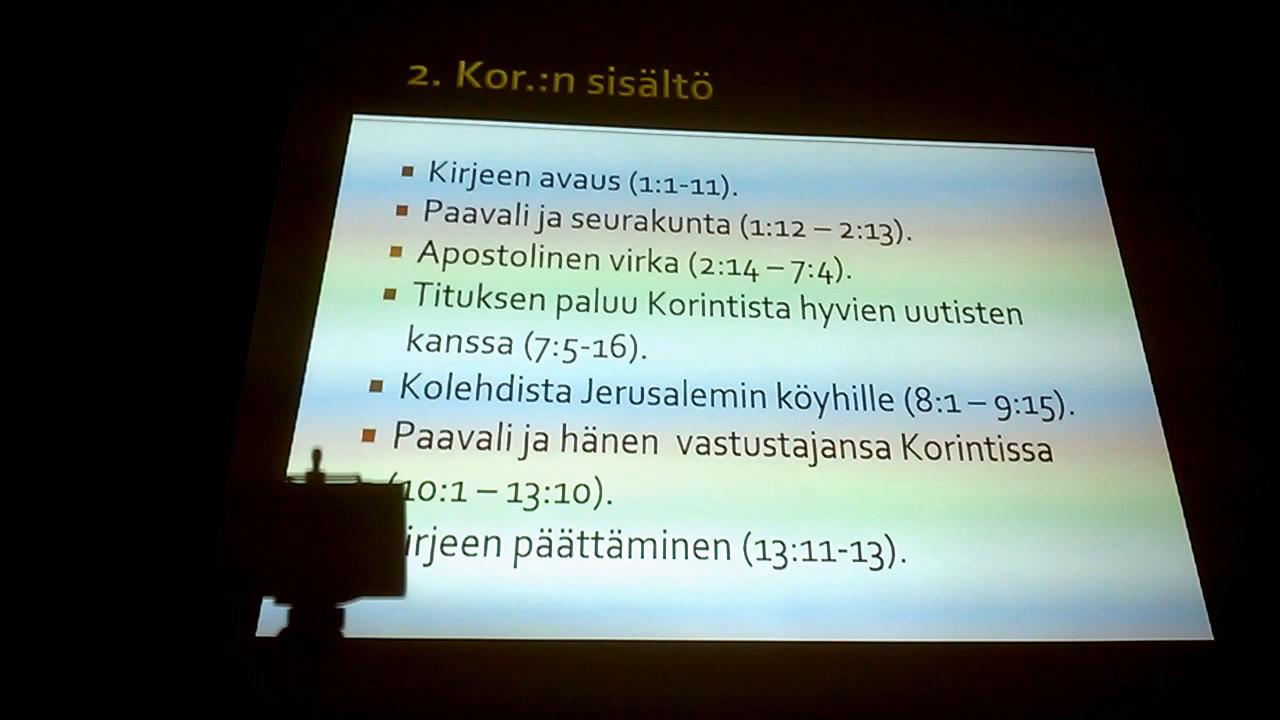 2. Kor.:n sisältö
▪ Kirjeen avaus (1:1-11).
▪ Paavali ja seurakunta (1:12 – 2:13).
▪ Apostolinen virka (2:14 – 7:4).
▪ Tituksen paluu Korintista hyvien uutisten
kanssa (7:5-16).
▪ Kolehdista Jerusalemin köyhille (8:1 – 9:15).
▪ Paavali ja hänen vastustajansa Korintissa
(10:1 – 13:10).
irjeen päättäminen (13:11-13).